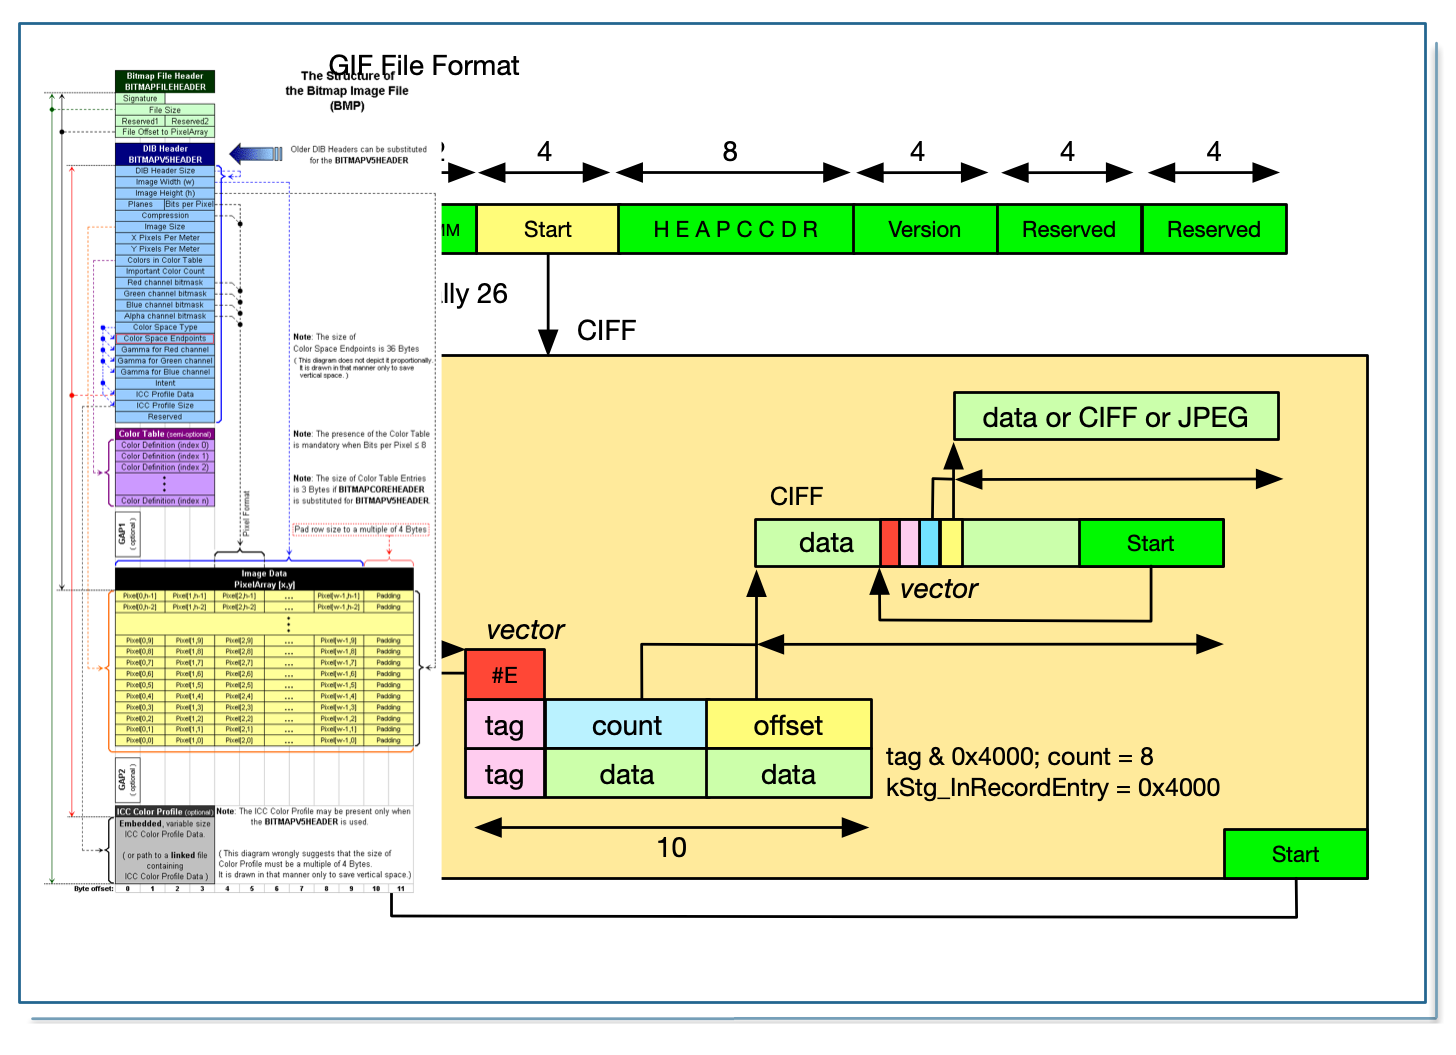 GIF File Format
The Structure of
the Bitmap Image File
(BMP)
Bitmap File Header
BITMAPFILEHEADER
Signature
File Size
Reserved1 Reserved2
File Offset to PixelArray
DIB Header
BITMAPV5HEADER
Older DIB Headers can be substituted
for the BITMAPV5HEADER
DIB Header Size
Image Width (w)
Image Height (h)
Planes Bits per Pixel
Compression
Image Size
X Pixels Per Meter
Y Pixels Per Meter
Colors in Color Table
Important Color Count
Red channel bitmask
Green channel bitmask
Blue channel bitmask
Alpha channel bitmask
Color Space Type
Color Space Endpoints
Gamma for Red channel
Gamma for Green channel
Gamma for Blue channel
Intent
ICC Profile Data
ICC Profile Size
Reserved
Note: The size of
Color Space Endpoints is 36 Bytes
( This diagram does not depict it proportionally.
It is drawn in that manner only to save
vertical space. )
Color Table (semi-optional)
Color Definition (index 0)
Color Definition (index 1)
Color Definition (index 2)
Color Definition (index n)
Note: The presence of the Color Table
is mandatory when Bits per Pixel ≤ 8
Note: The size of Color Table Entries
is 3 Bytes if BITMAPCOREHEADER
is substituted for BITMAPV5HEADER.
GAP1
( optional )
Pixel Format
Pad row size to a multiple of 4 Bytes
Image Data
PixelArray [x,y]
Pixel[0,h-1] Pixel[1,h-1] Pixel[2,h-1] ... Pixel[w-1,h-1] Padding
Pixel[0,h-2] Pixel[1,h-2] Pixel[2,h-2] ... Pixel[w-1,h-2] Padding
Pixel[0,9] Pixel[1,9] Pixel[2,9] ... Pixel[w-1,9] Padding
Pixel[0,8] Pixel[1,8] Pixel[2,8] ... Pixel[w-1,8] Padding
Pixel[0,7] Pixel[1,7] Pixel[2,7] ... Pixel[w-1,7] Padding
Pixel[0,6] Pixel[1,6] Pixel[2,6] ... Pixel[w-1,6] Padding
Pixel[0,5] Pixel[1,5] Pixel[2,5] ... Pixel[w-1,5] Padding
Pixel[0,4] Pixel[1,4] Pixel[2,4] ... Pixel[w-1,4] Padding
Pixel[0,3] Pixel[1,3] Pixel[2,3] ... Pixel[w-1,3] Padding
Pixel[0,2] Pixel[1,2] Pixel[2,2] ... Pixel[w-1,2] Padding
Pixel[0,1] Pixel[1,1] Pixel[2,1] ... Pixel[w-1,1] Padding
Pixel[0,0] Pixel[1,0] Pixel[2,0] ... Pixel[w-1,0] Padding
GAP2
( optional )
ICC Color Profile (optional)
Embedded, variable size
ICC Color Profile Data.
( or path to a linked file
containing
ICC Color Profile Data )
Note: The ICC Color Profile may be present only when
the BITMAPV5HEADER is used.
( This diagram wrongly suggests that the size of
Color Profile must be a multiple of 4 Bytes.
It is drawn in that manner only to save vertical space.)
Byte offset: 0 1 2 3 4 5 6 7 8 9 10 11
4 8 4 4 4
Start H E A P C C D R Version Reserved Reserved
lly 26
CIFF
data or CIFF or JPEG
CIFF
data Start
vector
vector
#E
tag count offset
tag data data
tag & 0x4000; count = 8
kStg_InRecordEntry = 0x4000
10
Start